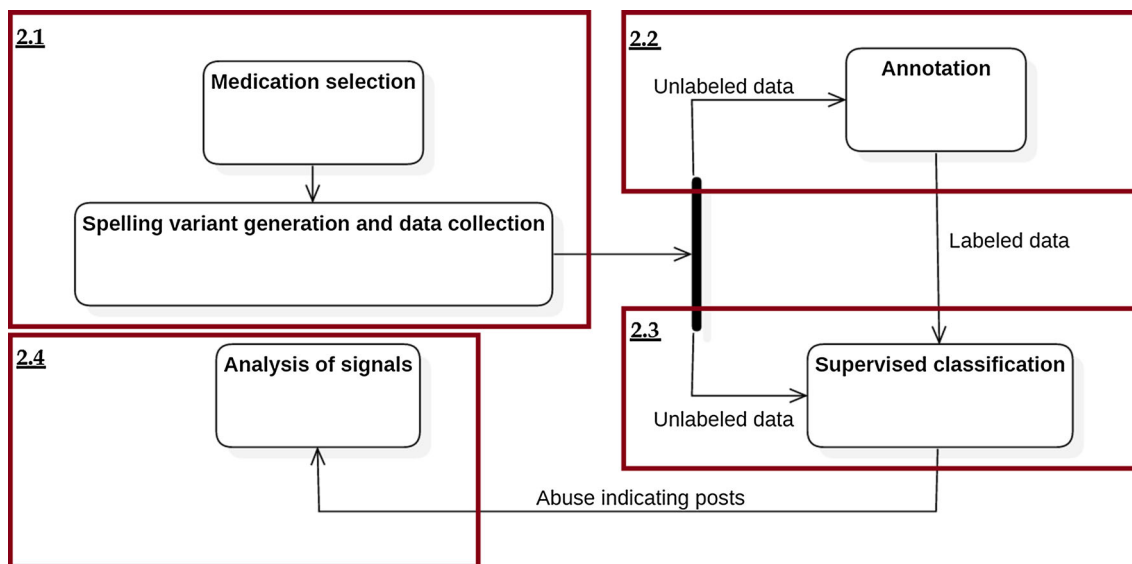 2.1
Medication selection
Spelling variant generation and data collection
2.2
Annotation
Unlabeled data
Labeled data
2.3
Supervised classification
Unlabeled data
2.4
Analysis of signals
Abuse indicating posts